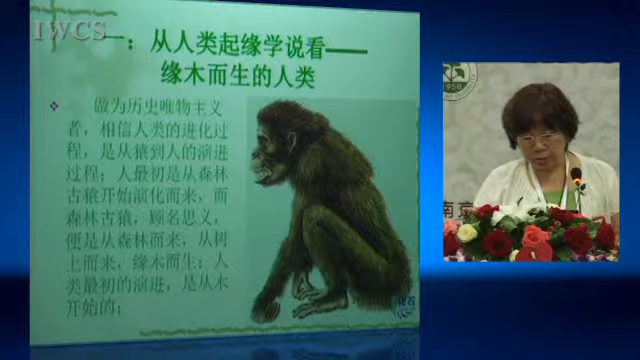 IWCS
一：从人类起缘学说看——
缘木而生的人类
做为历史唯物主义
者，相信人类的进化过
程，是从猿到人的演进
过程；人最初是从森林
古猿开始演化而来，而
森林古猿，顾名思义，
便是从森林而来，从树
上而来，缘木而生；人
类最初的演进，是从木
开始的；
1958
南京